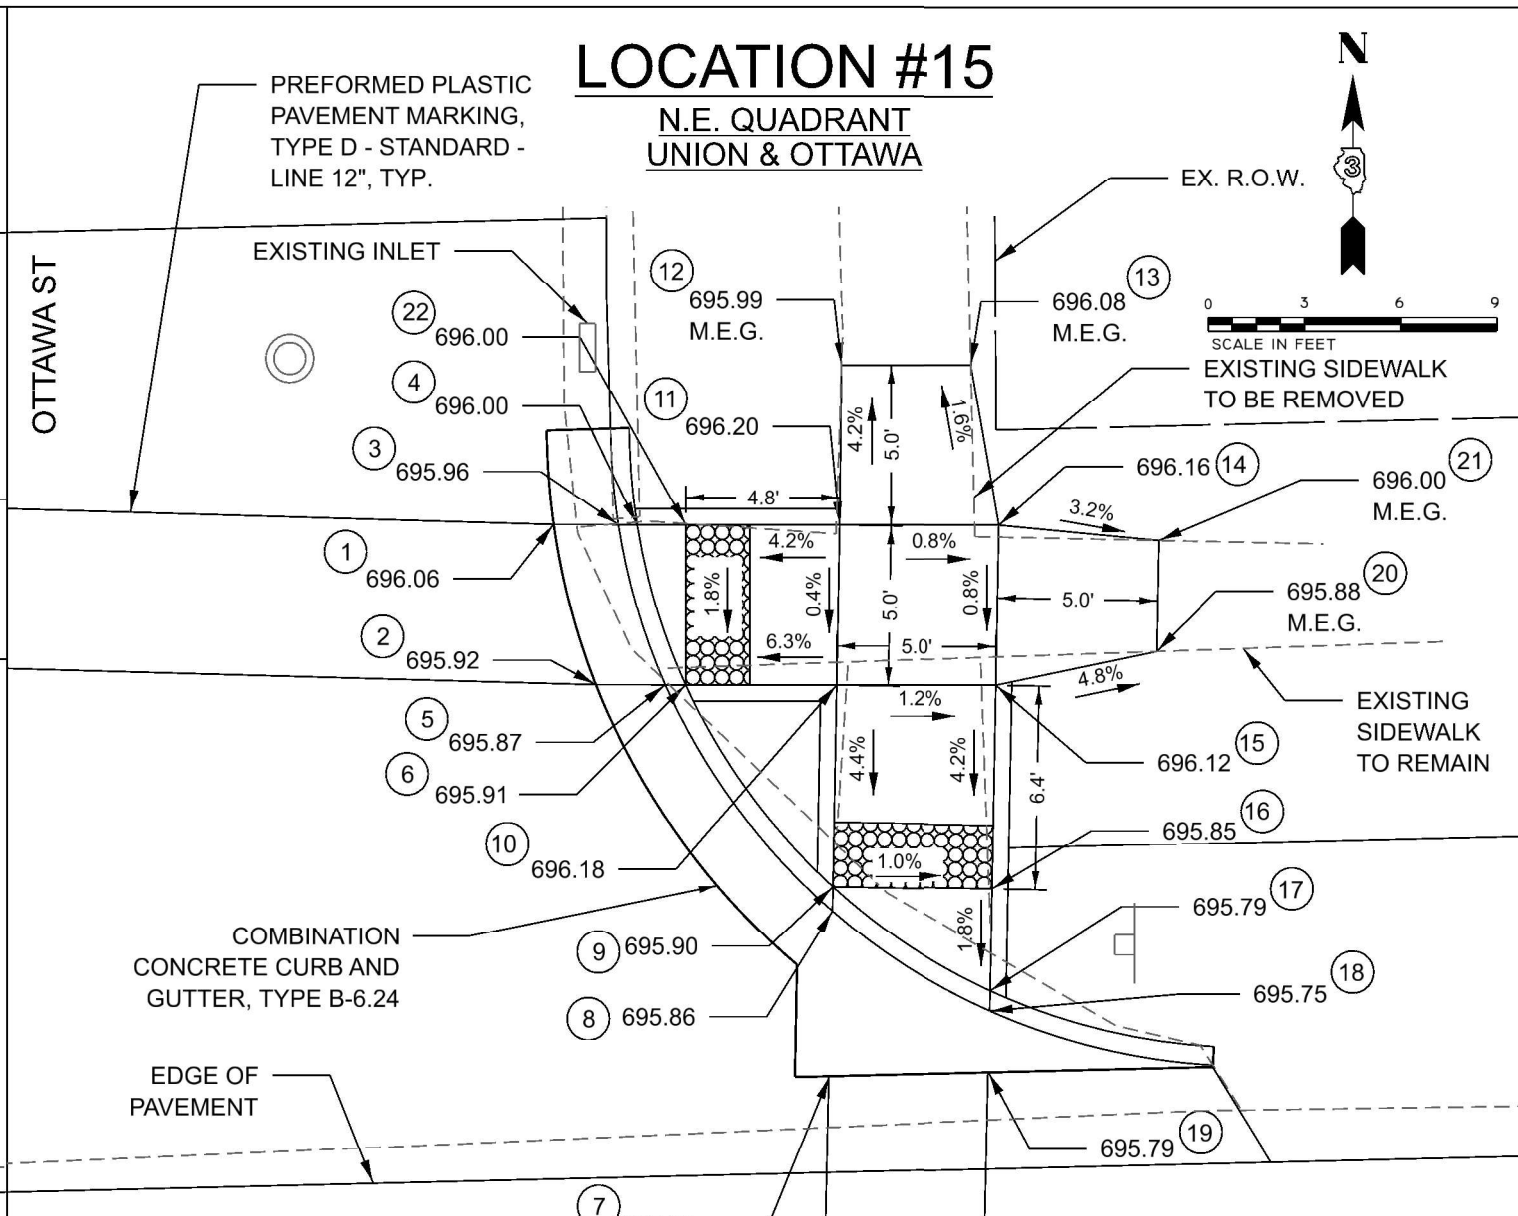 LOCATION #15
N.E. QUADRANT
UNION & OTTAWA
PREFORMED PLASTIC
PAVEMENT MARKING,
TYPE D - STANDARD -
LINE 12", TYP.
N
3
EX. R.O.W.
0 3 6 9
SCALE IN FEET
OTTAWA ST
EXISTING INLET
22
696.00
4
696.00
3
695.96
1
696.06
2
695.92
5
695.87
6
695.91
10
696.18
12
695.99
M.E.G.
13
696.08
M.E.G.
11
696.20
EXISTING SIDEWALK
TO BE REMOVED
696.16 14
696.00 21
M.E.G.
695.88 20
M.E.G.
4.2%
5.0'
1.9%
4.8'
3.2%
4.2%
0.8%
1.8%
0.4%
5.0'
0.8%
5.0'
6.3%
5.0'
4.8%
1.2%
4.4%
4.2%
6.4'
1.0%
1.8%
EXISTING
SIDEWALK
TO REMAIN
696.12 15
695.85 16
695.79 17
695.75 18
695.79 19
9 695.90
8 695.86
7
COMBINATION
CONCRETE CURB AND
GUTTER, TYPE B-6.24
EDGE OF
PAVEMENT